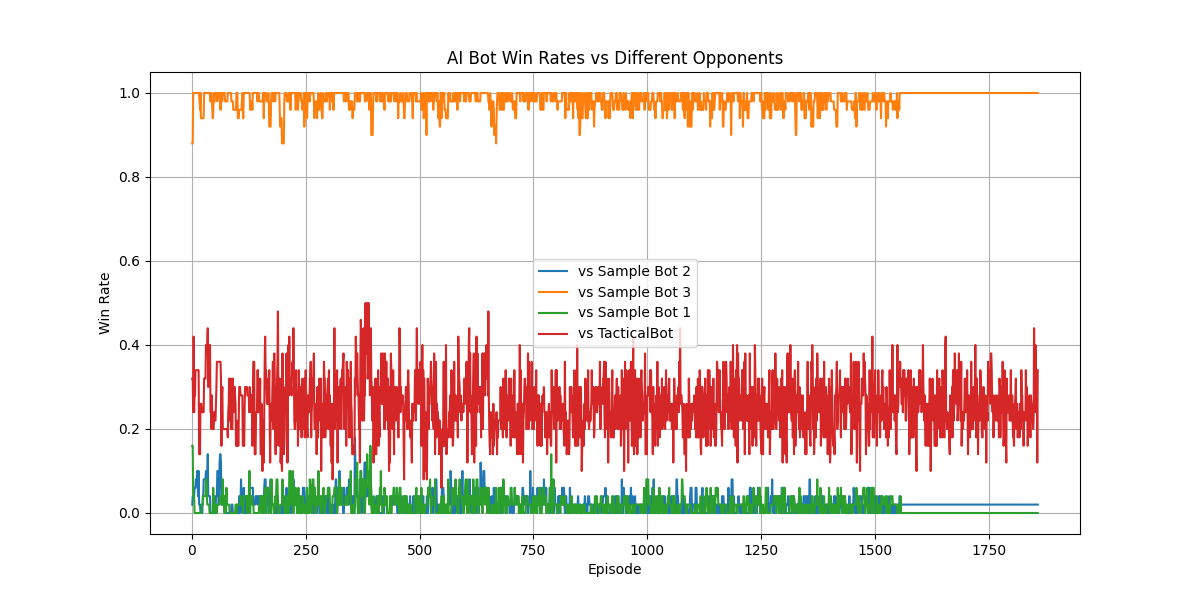 AI Bot Win Rates vs Different Opponents
1.0
0.8
0.6
0.4
0.2
0.0
Win Rate
vs Sample Bot 2
vs Sample Bot 3
vs Sample Bot 1
vs TacticalBot
0 250 500 750 1000 1250 1500 1750
Episode